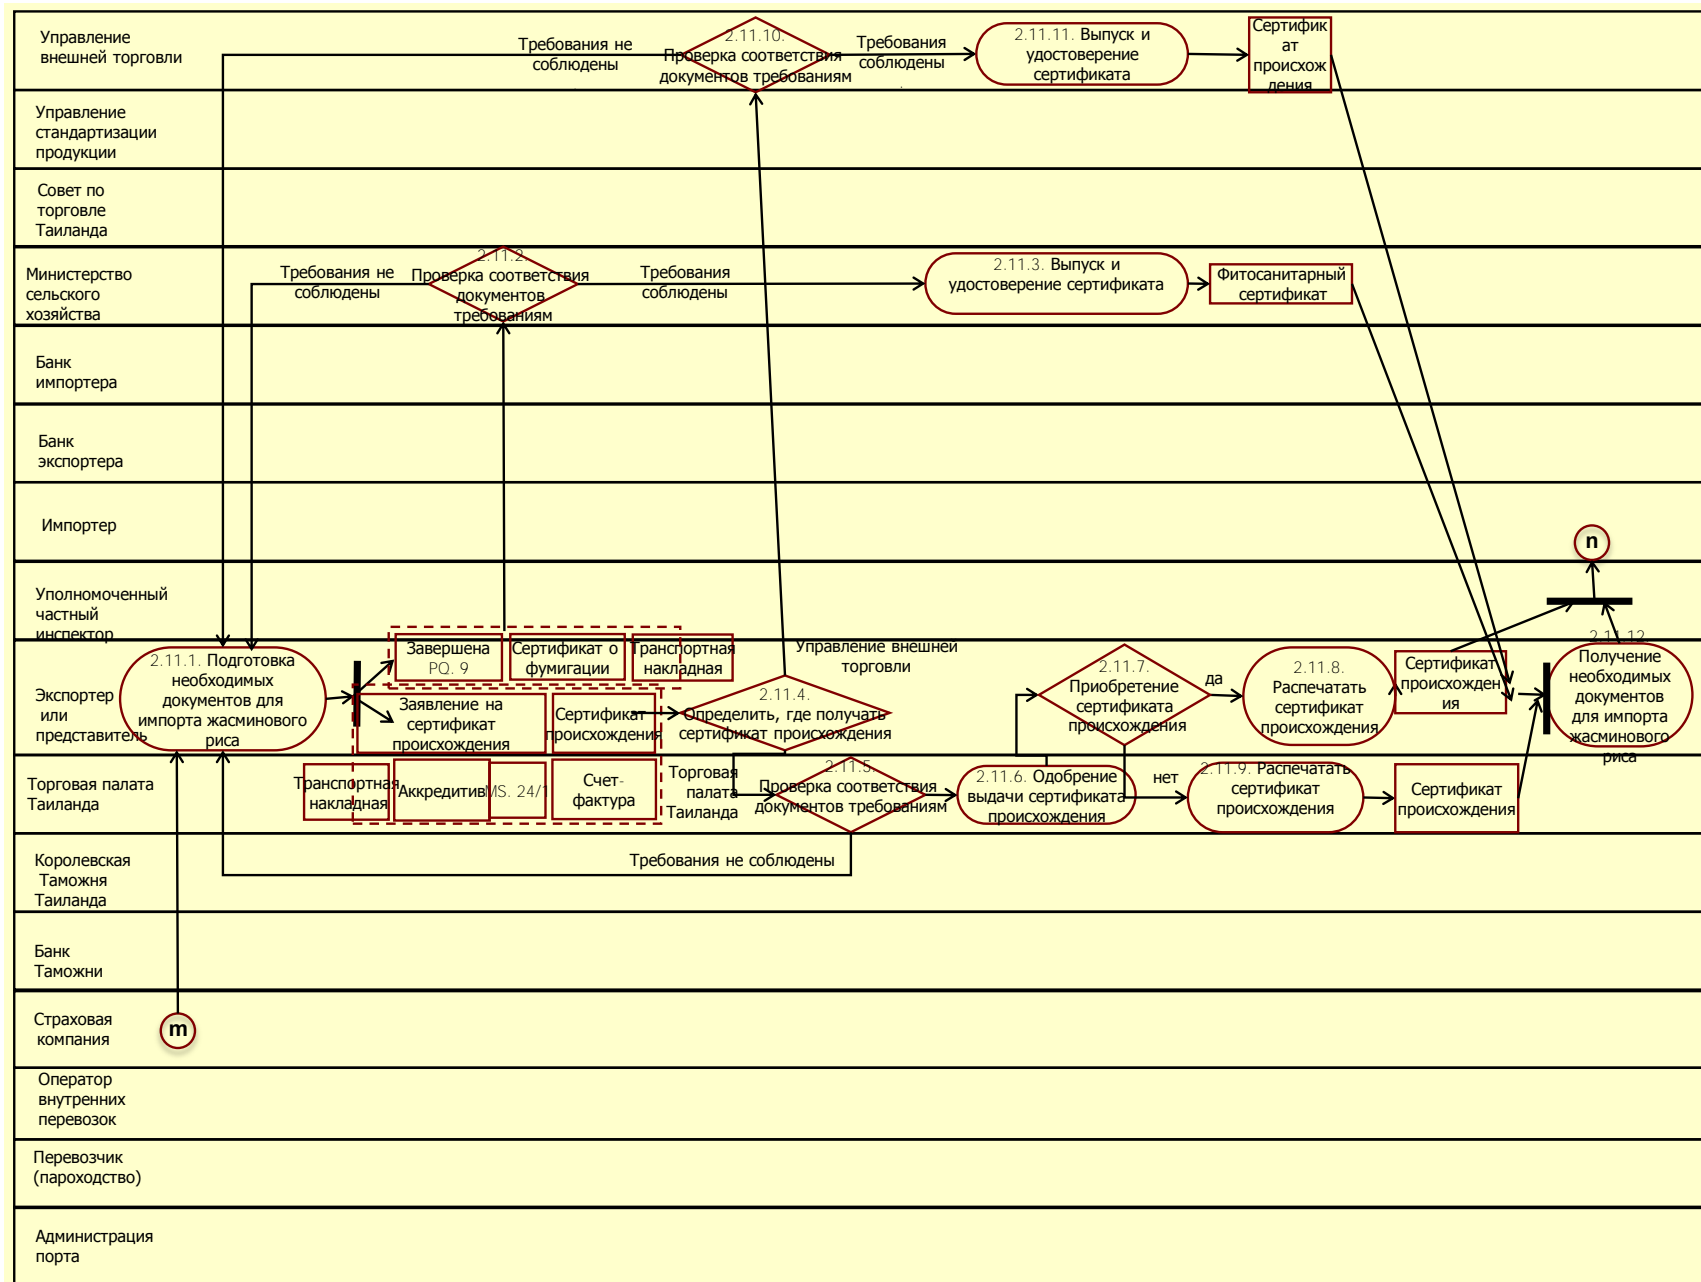 Управление
внешней торговли
Требования не
соблюдены
2.11.10.
Проверка соответствия
документов требованиям
Требования
соблюдены
2.11.11. Выпуск и
удостоверение
сертификата
Сертифик
ат
происхож
дения
Управление
стандартизации
продукции
Совет по
торговле
Таиланда
Министерство
сельского
хозяйства
Требования не
соблюдены
2.11.2.
Проверка соответствия
документов
требованиям
Требования
соблюдены
2.11.3. Выпуск и
удостоверение сертификата
Фитосанитарный
сертификат
Банк
импортера
Банк
экспортера
Импортер
n
Уполномоченный
частный
инспектор
Экспортер
или
представитель
2.11.1. Подготовка
необходимых
документов для
импорта жасминового
риса
Завершена
PQ. 9
Сертификат о
фумигации
Транспортная
накладная
Заявление на
сертификат
происхождения
Сертификат
происхождения
Управление внешней
торговли
2.11.4.
Определить, где получать
сертификат происхождения
2.11.7.
Приобретение
сертификата
происхождения
да
2.11.8.
Распечатать
сертификат
происхождения
Сертификат
происхожден
ия
2.11.12.
Получение
необходимых
документов
для импорта
жасминового
риса
Торговая палата
Таиланда
Транспортная
накладная
Аккредитив
MS. 24/1
Счет-
фактура
Торговая
палата
Таиланда
2.11.5.
Проверка соответствия
документов требованиям
2.11.6. Одобрение
выдачи сертификата
происхождения
нет
2.11.9. Распечатать
сертификат
происхождения
Сертификат
происхождения
Королевская
Таможня
Таиланда
Требования не соблюдены
Банк
Таможни
Страховая
компания
m
Оператор
внутренних
перевозок
Перевозчик
(пароходство)
Администрация
порта